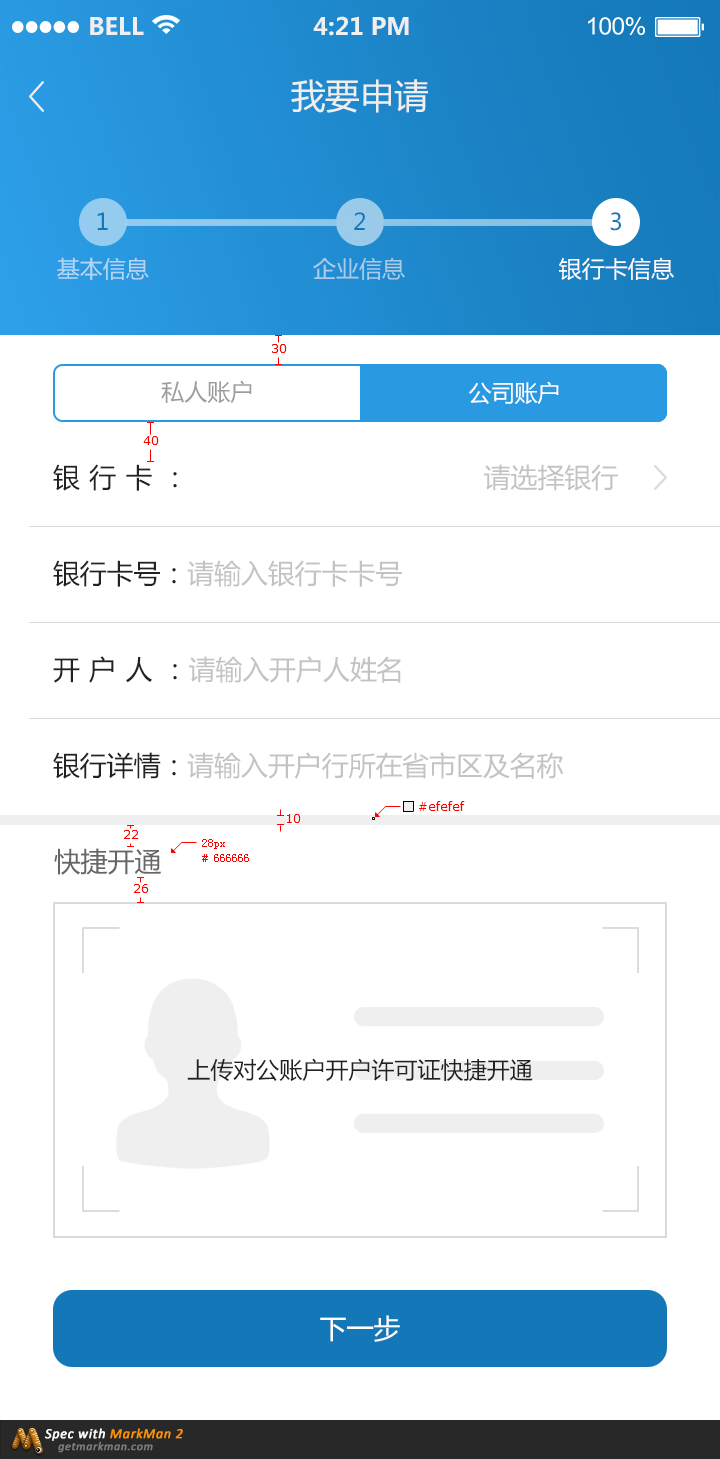 BELL 4:21 PM 100%
我要申请
1 2 3
基本信息 企业信息 银行卡信息
30
私人账户 公司账户
40
银 行 卡 ： 请选择银行
银行卡号：请输入银行卡卡号
开 户 人 ：请输入开户人姓名
银行详情：请输入开户行所在省市区及名称
#efefef
10
22
28px
# 666666
快捷开通
26
上传对公账户开户许可证快捷开通
下一步
Spec with MarkMan 2
getmarkman.com